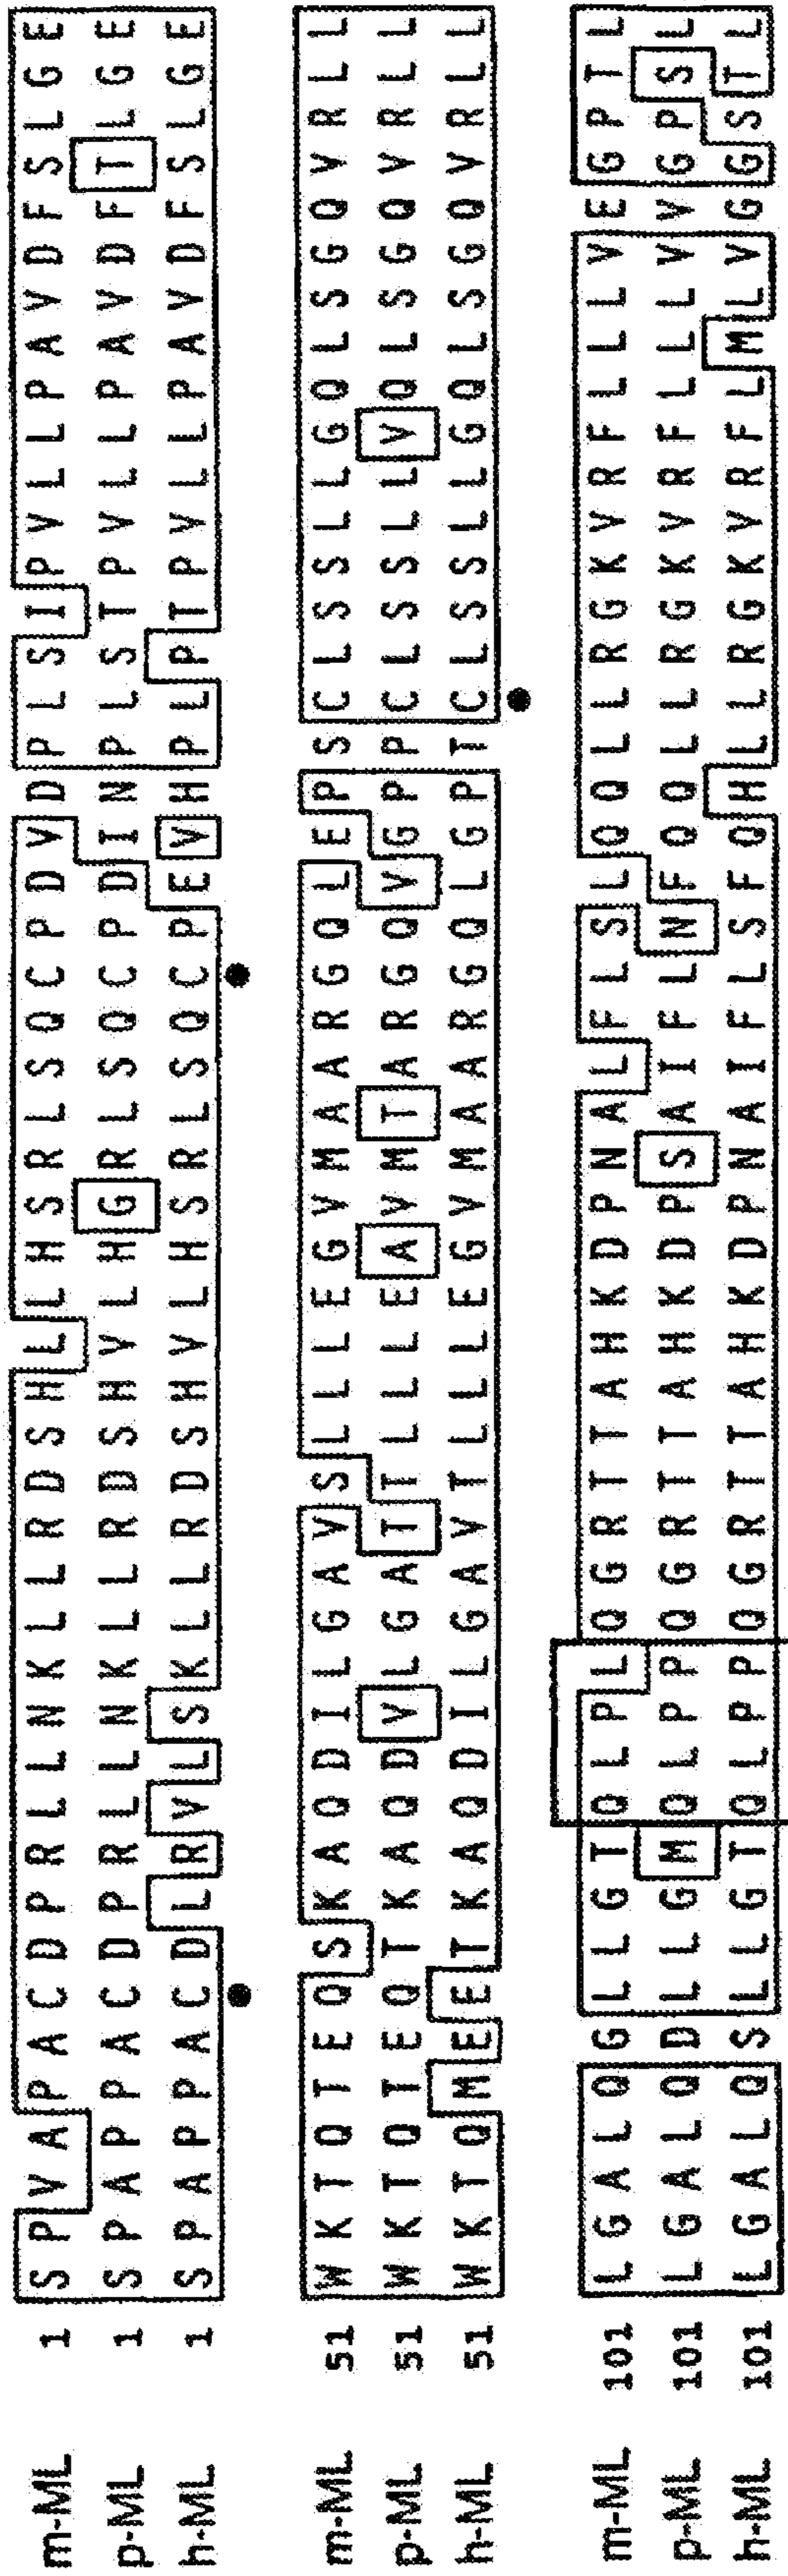 m-ML 1 S P V A P A C D P R L L N K L L R D S H L L H S R L S Q C P D V D P L S I P V L L P A V D F S L G E
p-ML 1 S P A P P A C D P R L L N K L L R D S H V L H G R L S Q C P D I N P L S T P V L L P A V D F T L G E
h-ML 1 S P A P P A C D L R V L S K L L R D S H V L H S R L S Q C P E V H P L P T P V L L P A V D F S L G E
m-ML 51 W K T Q T E Q S K A Q D I L G A V S L L L E G V M A A R G Q L E P S C L S S L L G Q L S G Q V R L L
p-ML 51 W K T Q T E Q T K A Q D V L G A T T L L L E A V M T A R G Q V G P P C L S S L L V Q L S G Q V R L L
h-ML 51 W K T Q M E E T K A Q D I L G A V T L L L E G V M A A R G Q L G P T C L S S L L G Q L S G Q V R L L
m-ML 101 L G A L Q G L L G T Q L P L Q G R T T A H K D P N A L F L S L Q Q L L R G K V R F L L L V E G P T L
p-ML 101 L G A L Q D L L G M Q L P P Q G R T T A H K D P S A I F L N F Q Q L L R G K V R F L L L V V G P S L
h-ML 101 L G A L Q S L L G T Q L P P Q G R T T A H K D P N A I F L S F Q H L L R G K V R F L M L V G G S T L